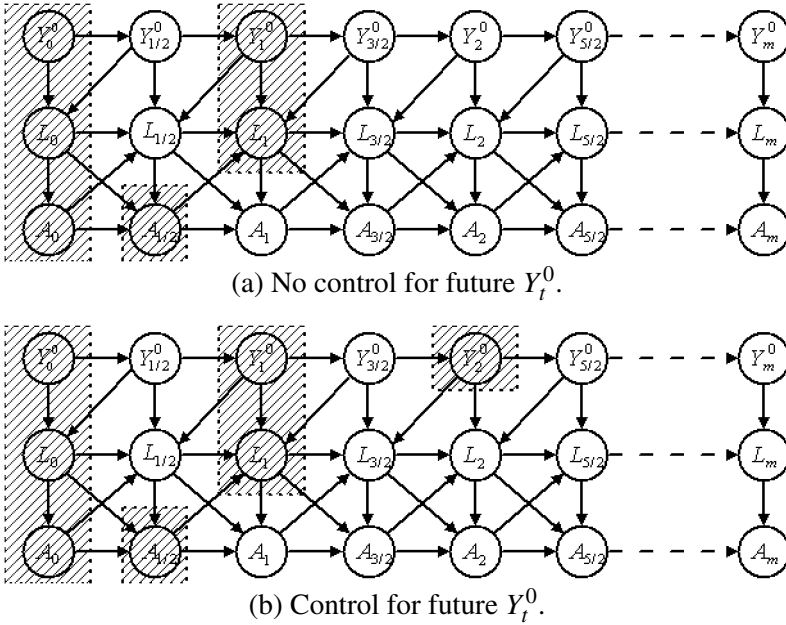 Y_0^0 Y_{1/2}^0 Y_1^0 Y_{3/2}^0 Y_2^0 Y_{5/2}^0 Y_m^0
L_0 L_{1/2} L_1 L_{3/2} L_2 L_{5/2} L_m
A_0 A_{1/2} A_1 A_{3/2} A_2 A_{5/2} A_m
(a) No control for future Y_t^0.
Y_0^0 Y_{1/2}^0 Y_1^0 Y_{3/2}^0 Y_2^0 Y_{5/2}^0 Y_m^0
L_0 L_{1/2} L_1 L_{3/2} L_2 L_{5/2} L_m
A_0 A_{1/2} A_1 A_{3/2} A_2 A_{5/2} A_m
(b) Control for future Y_t^0.